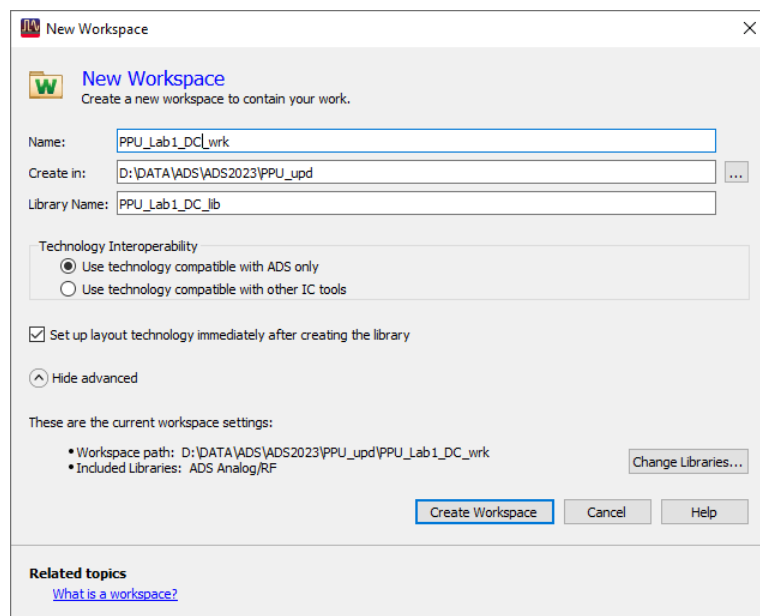 New Workspace
New Workspace
Create a new workspace to contain your work.
Name: PPU_Lab1_DC_wrk
Create in: D:\DATA\ADS\ADS2023\PPU_upd ...
Library Name: PPU_Lab1_DC_lib
Technology Interoperability
Use technology compatible with ADS only
Use technology compatible with other IC tools
Set up layout technology immediately after creating the library
Hide advanced
These are the current workspace settings:
• Workspace path: D:\DATA\ADS\ADS2023\PPU_upd\PPU_Lab1_DC_wrk
• Included Libraries: ADS Analog/RF
Change Libraries...
Create Workspace Cancel Help
Related topics
What is a workspace?